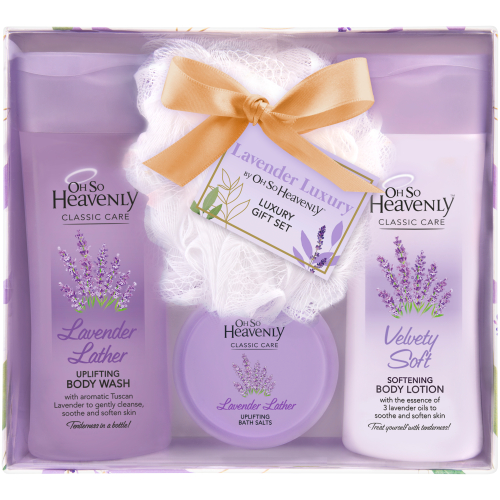 OH SO
HEAVENLY
CLASSIC CARE
Lavender
Lather
UPLIFTING
BODY WASH
with aromatic Tuscan
Lavender to gently cleanse,
soothe and soften skin
Tenderness in a bottle!
Lavender Luxury
BY OH SO HEAVENLY™
LUXURY
GIFT SET
OH SO
HEAVENLY
CLASSIC CARE
Lavender Lather
UPLIFTING
BATH SALTS
OH SO
HEAVENLY™
CLASSIC CARE
Velvety
Soft
SOFTENING
BODY LOTION
with the essence of
3 lavender oils to
soothe and soften skin
Treat yourself with tenderness!